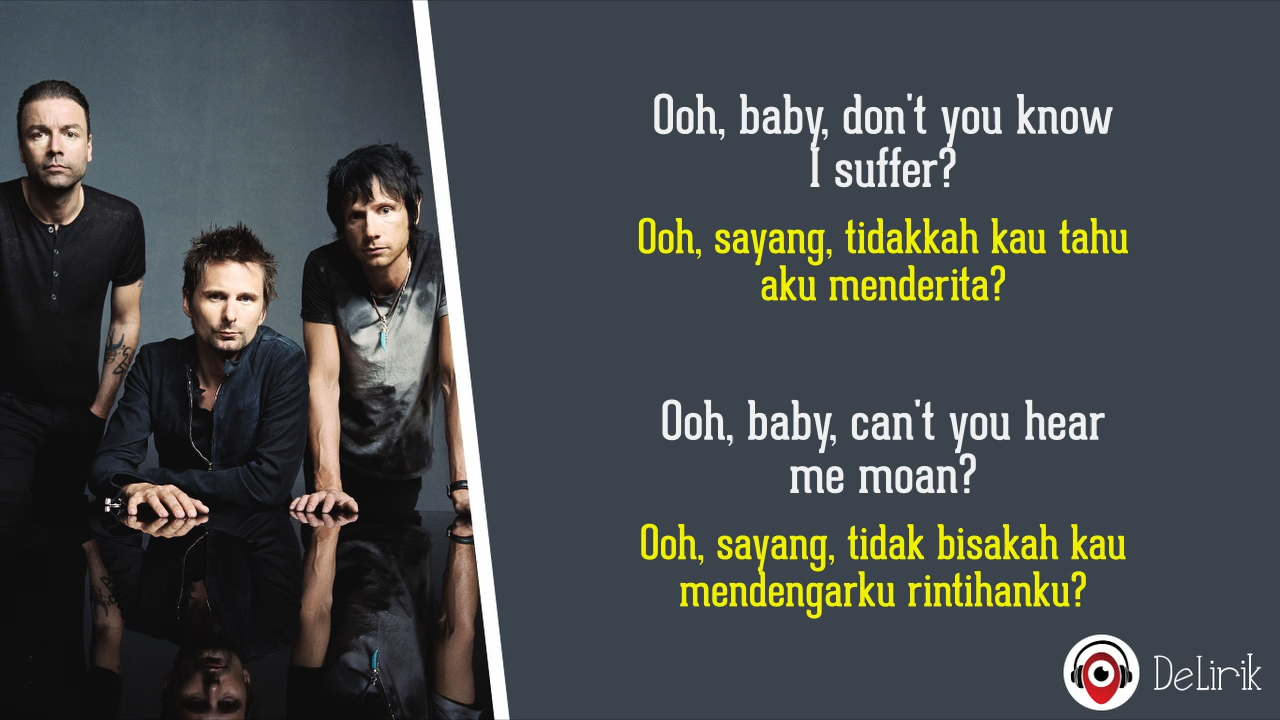 Ooh, baby, don't you know
I suffer?
Ooh, sayang, tidakkah kau tahu
aku menderita?
Ooh, baby, can't you hear
me moan?
Ooh, sayang, tidak bisakah kau
mendengarku rintihanku?
DeLirik